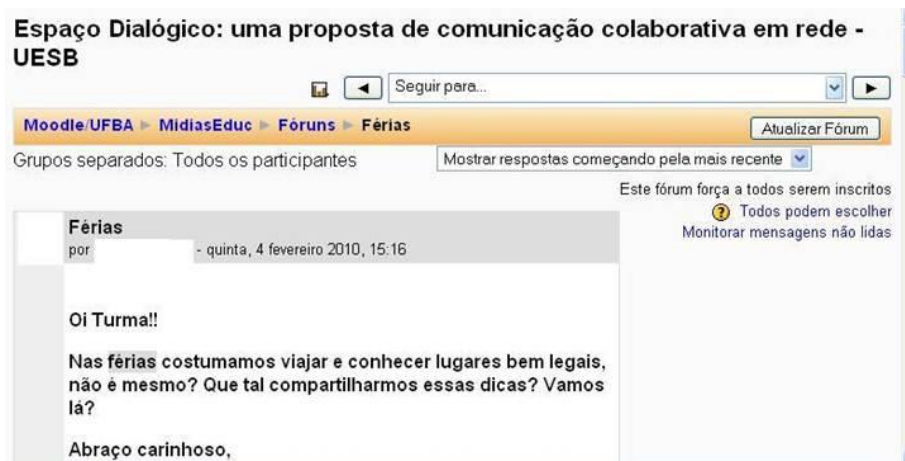 Espaço Dialógico: uma proposta de comunicação colaborativa em rede -
UESB
Seguir para...
Moodle/UFBA ► MidiasEduc ► Fóruns ► Férias
Atualizar Fórum
Grupos separados: Todos os participantes
Mostrar respostas começando pela mais recente
Este fórum força a todos serem inscritos
Todos podem escolher
Monitorar mensagens não lidas
Férias
por - quinta, 4 fevereiro 2010, 15:16
Oi Turma!!
Nas férias costumamos viajar e conhecer lugares bem legais,
não é mesmo? Que tal compartilharmos essas dicas? Vamos
lá?
Abraço carinhoso,